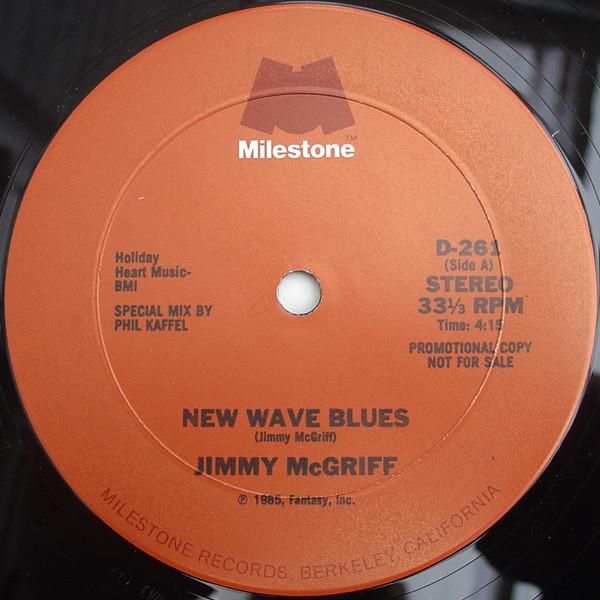 Milestone™
Holiday
Heart Music-
BMI
SPECIAL MIX BY
PHIL KAFFEL
D-261
(Side A)
STEREO
33⅓ RPM
Time: 4:15
PROMOTIONAL COPY
NOT FOR SALE
NEW WAVE BLUES
(Jimmy McGriff)
JIMMY McGRIFF
℗ 1985, Fantasy, Inc.
MILESTONE RECORDS, BERKELEY, CALIFORNIA